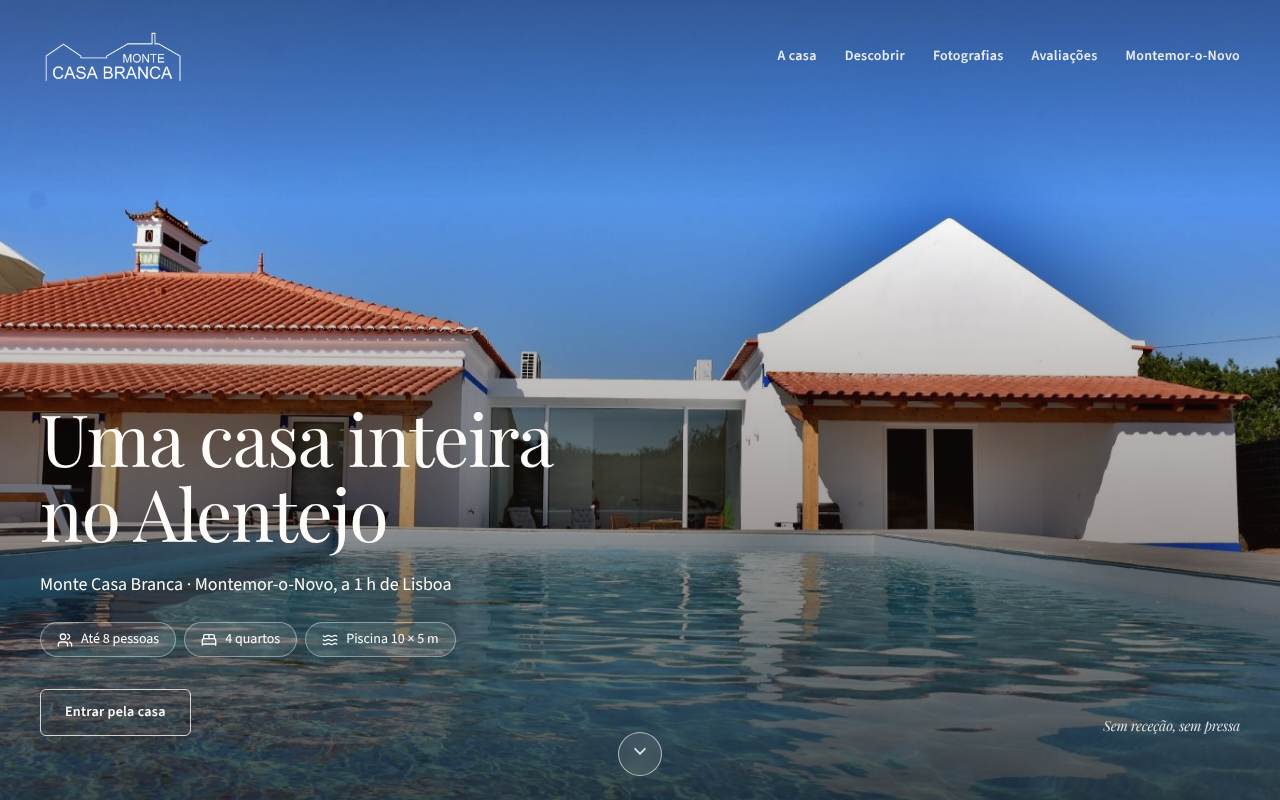 MONTE
CASA BRANCA
A casa
Descobrir
Fotografias
Avaliações
Montemor-o-Novo
Uma casa inteira
no Alentejo
Monte Casa Branca · Montemor-o-Novo, a 1 h de Lisboa
Até 8 pessoas
4 quartos
Piscina 10 × 5 m
Entrar pela casa
Sem receção, sem pressa